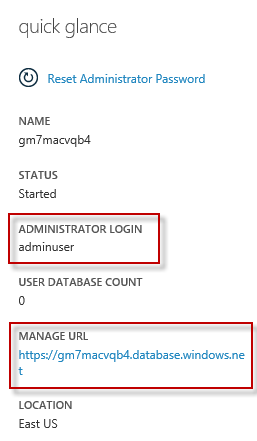 quick glance
Reset Administrator Password
NAME
gm7macvqb4
STATUS
Started
ADMINISTRATOR LOGIN
adminuser
USER DATABASE COUNT
0
MANAGE URL
https://gm7macvqb4.database.windows.ne
t
LOCATION
East US